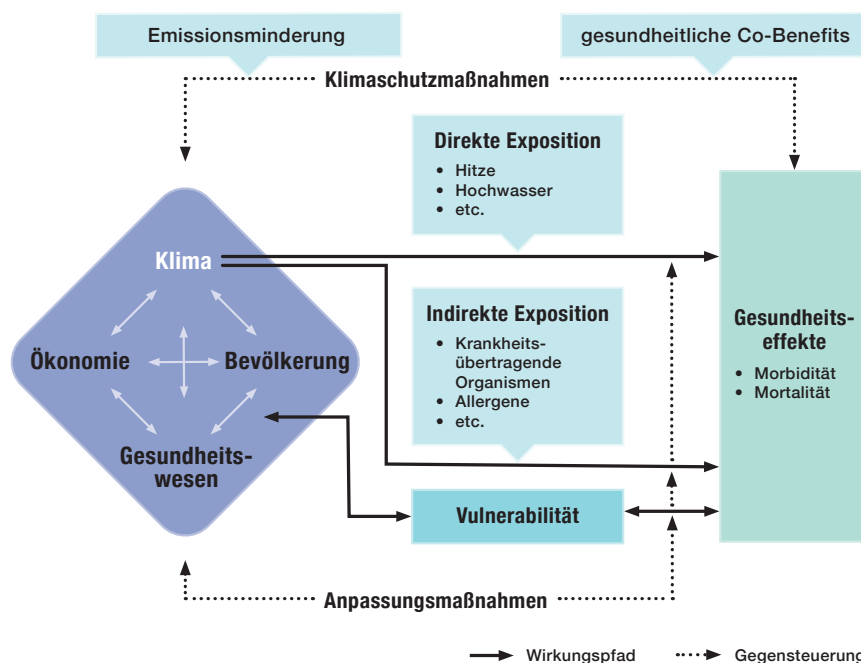 Emissionsminderung
gesundheitliche Co-Benefits
Klimaschutzmaßnahmen
Direkte Exposition
• Hitze
• Hochwasser
• etc.
Klima
Ökonomie
Bevölkerung
Gesundheits-
wesen
Indirekte Exposition
• Krankheits-
übertragende
Organismen
• Allergene
• etc.
Gesundheits-
effekte
• Morbidität
• Mortalität
Vulnerabilität
Anpassungsmaßnahmen
Wirkungspfad
Gegensteuerung